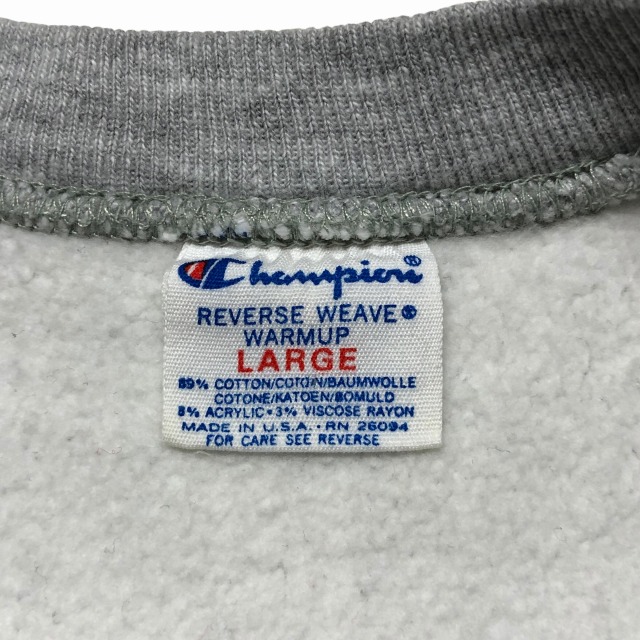 Champion®
REVERSE WEAVE®
WARMUP
LARGE
89% COTTON/COTON/BAUMWOLLE
COTONE/KATOEN/BOMULD
8% ACRYLIC • 3% VISCOSE RAYON
MADE IN U.S.A. • RN 26094
FOR CARE SEE REVERSE